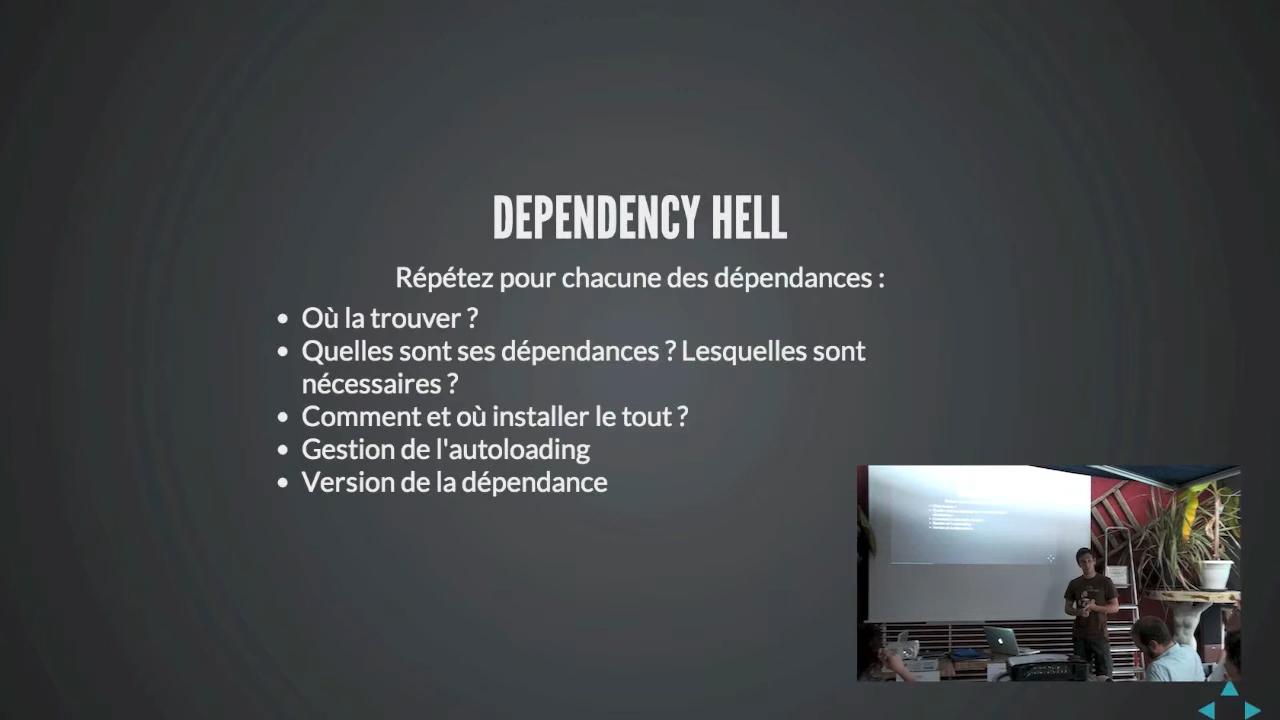 DEPENDENCY HELL
Répétez pour chacune des dépendances :
Où la trouver ?
Quelles sont ses dépendances ? Lesquelles sont
nécessaires ?
Comment et où installer le tout ?
Gestion de l'autoloading
Version de la dépendance